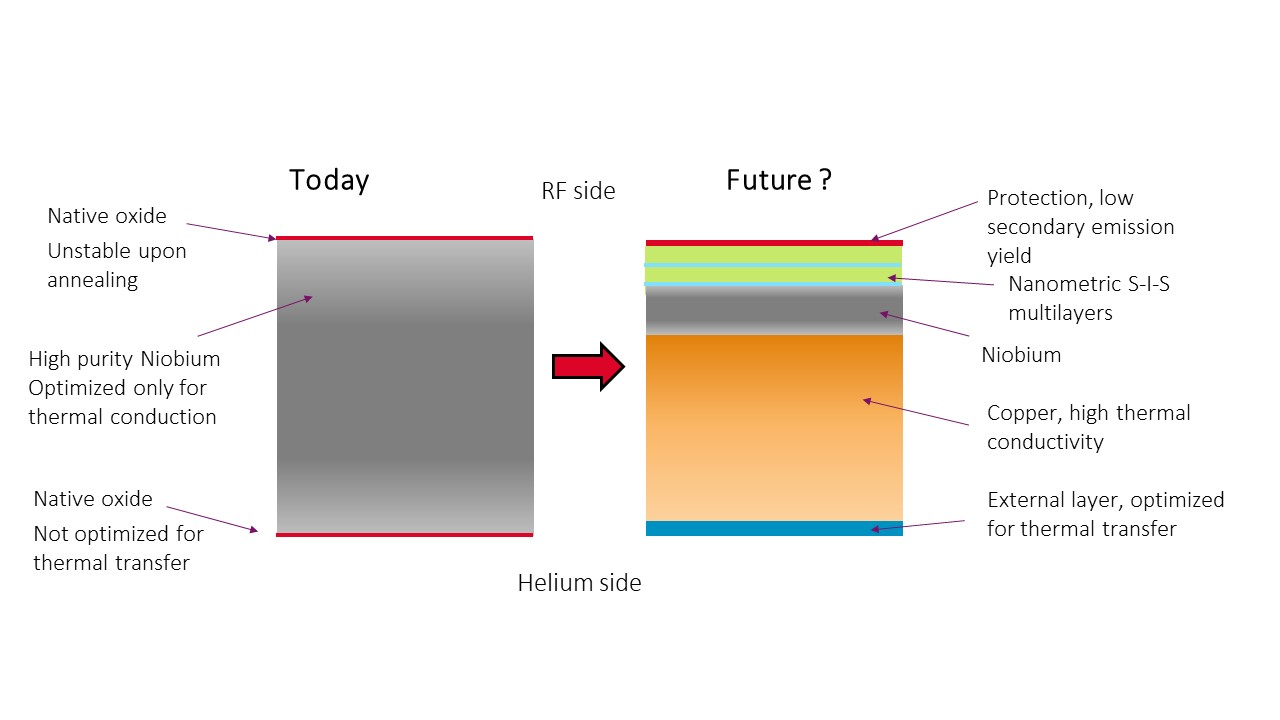 Today
RF side
Future ?
Native oxide
Unstable upon
annealing
High purity Niobium
Optimized only for
thermal conduction
Native oxide
Not optimized for
thermal transfer
Protection, low
secondary emission
yield
Nanometric S-I-S
multilayers
Niobium
Copper, high thermal
conductivity
External layer, optimized
for thermal transfer
Helium side